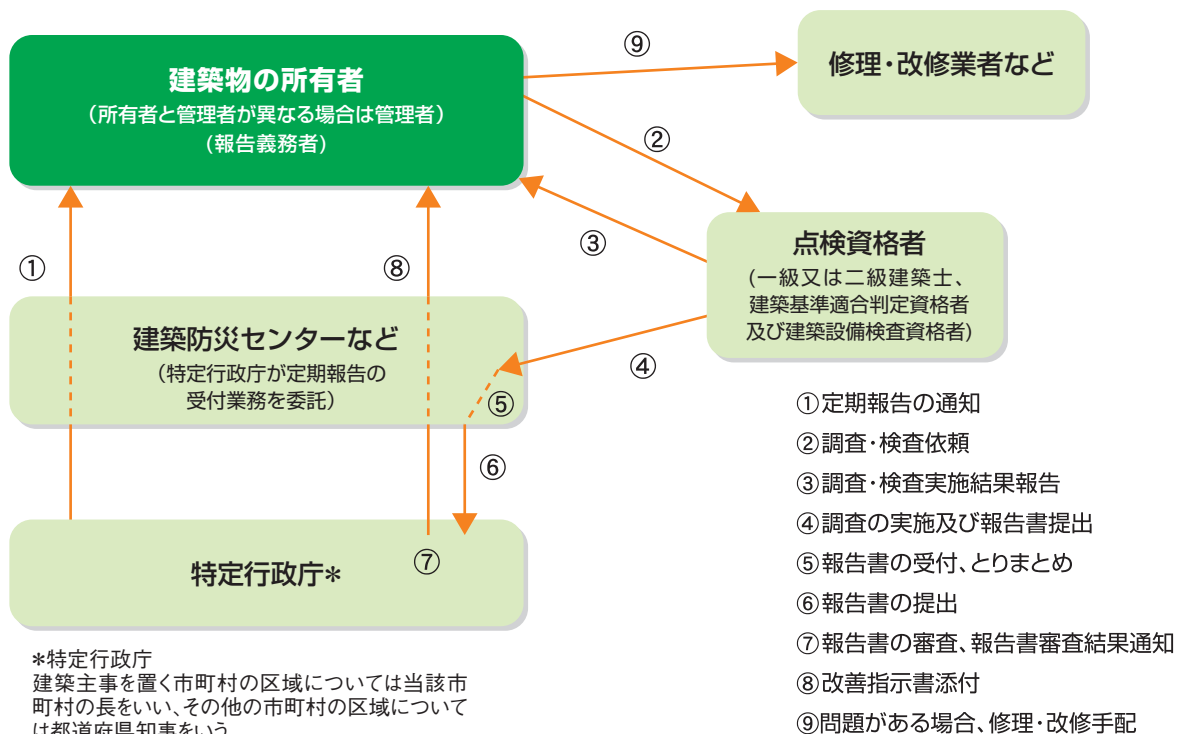 建築物の所有者
（所有者と管理者が異なる場合は管理者）
(報告義務者)
⑨
修理・改修業者など
②
③
点検資格者
(一級又は二級建築士、
建築基準適合判定資格者
及び建築設備検査資格者)
①
⑧
建築防災センターなど
（特定行政庁が定期報告の
受付業務を委託）
④
⑤
⑥
特定行政庁＊
⑦
＊特定行政庁
建築主事を置く市町村の区域については当該市
町村の長をいい、その他の市町村の区域について
は都道府県知事をいう
①定期報告の通知
②調査・検査依頼
③調査・検査実施結果報告
④調査の実施及び報告書提出
⑤報告書の受付、とりまとめ
⑥報告書の提出
⑦報告書の審査、報告書審査結果通知
⑧改善指示書添付
⑨問題がある場合、修理・改修手配